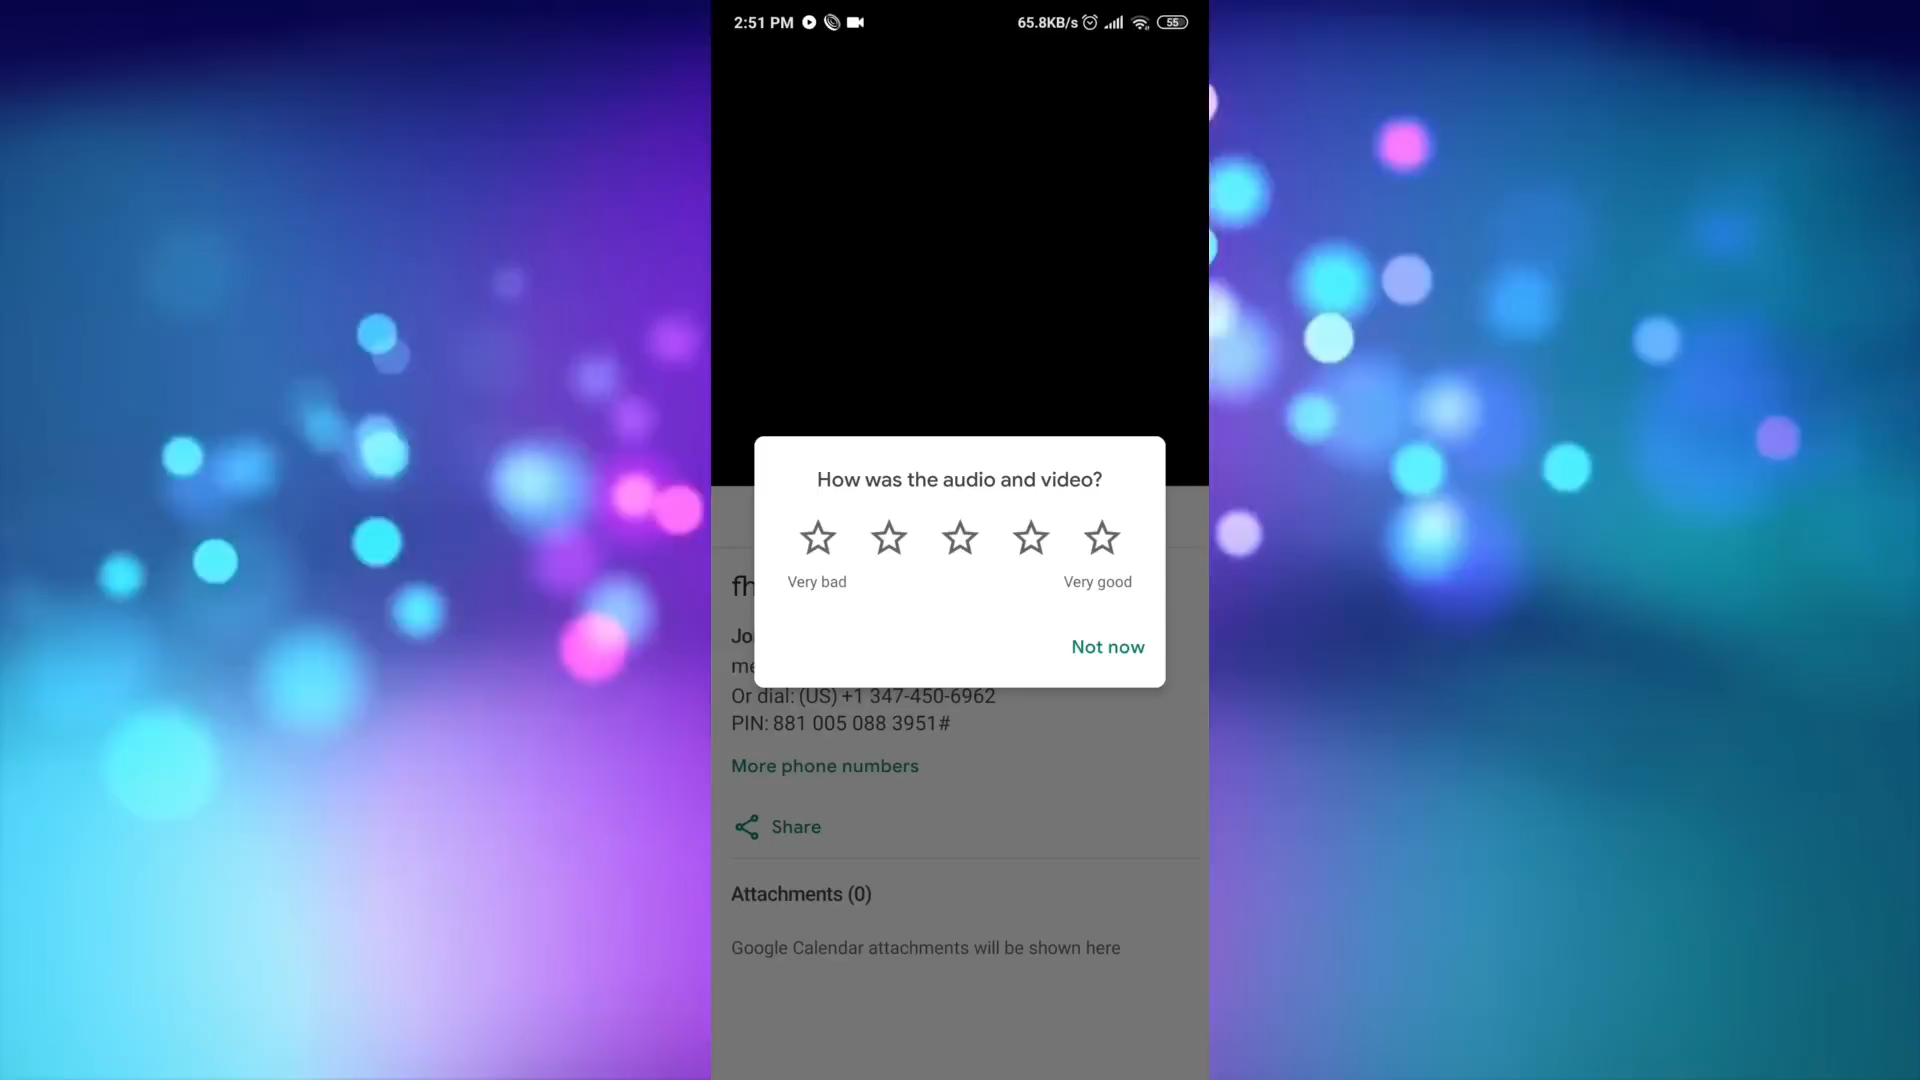 2:51 PM 65.8KB/s 55
How was the audio and video?
Very bad Very good
Not now
Or dial: (US) +1 347-450-6962
PIN: 881 005 088 3951#
More phone numbers
Share
Attachments (0)
Google Calendar attachments will be shown here